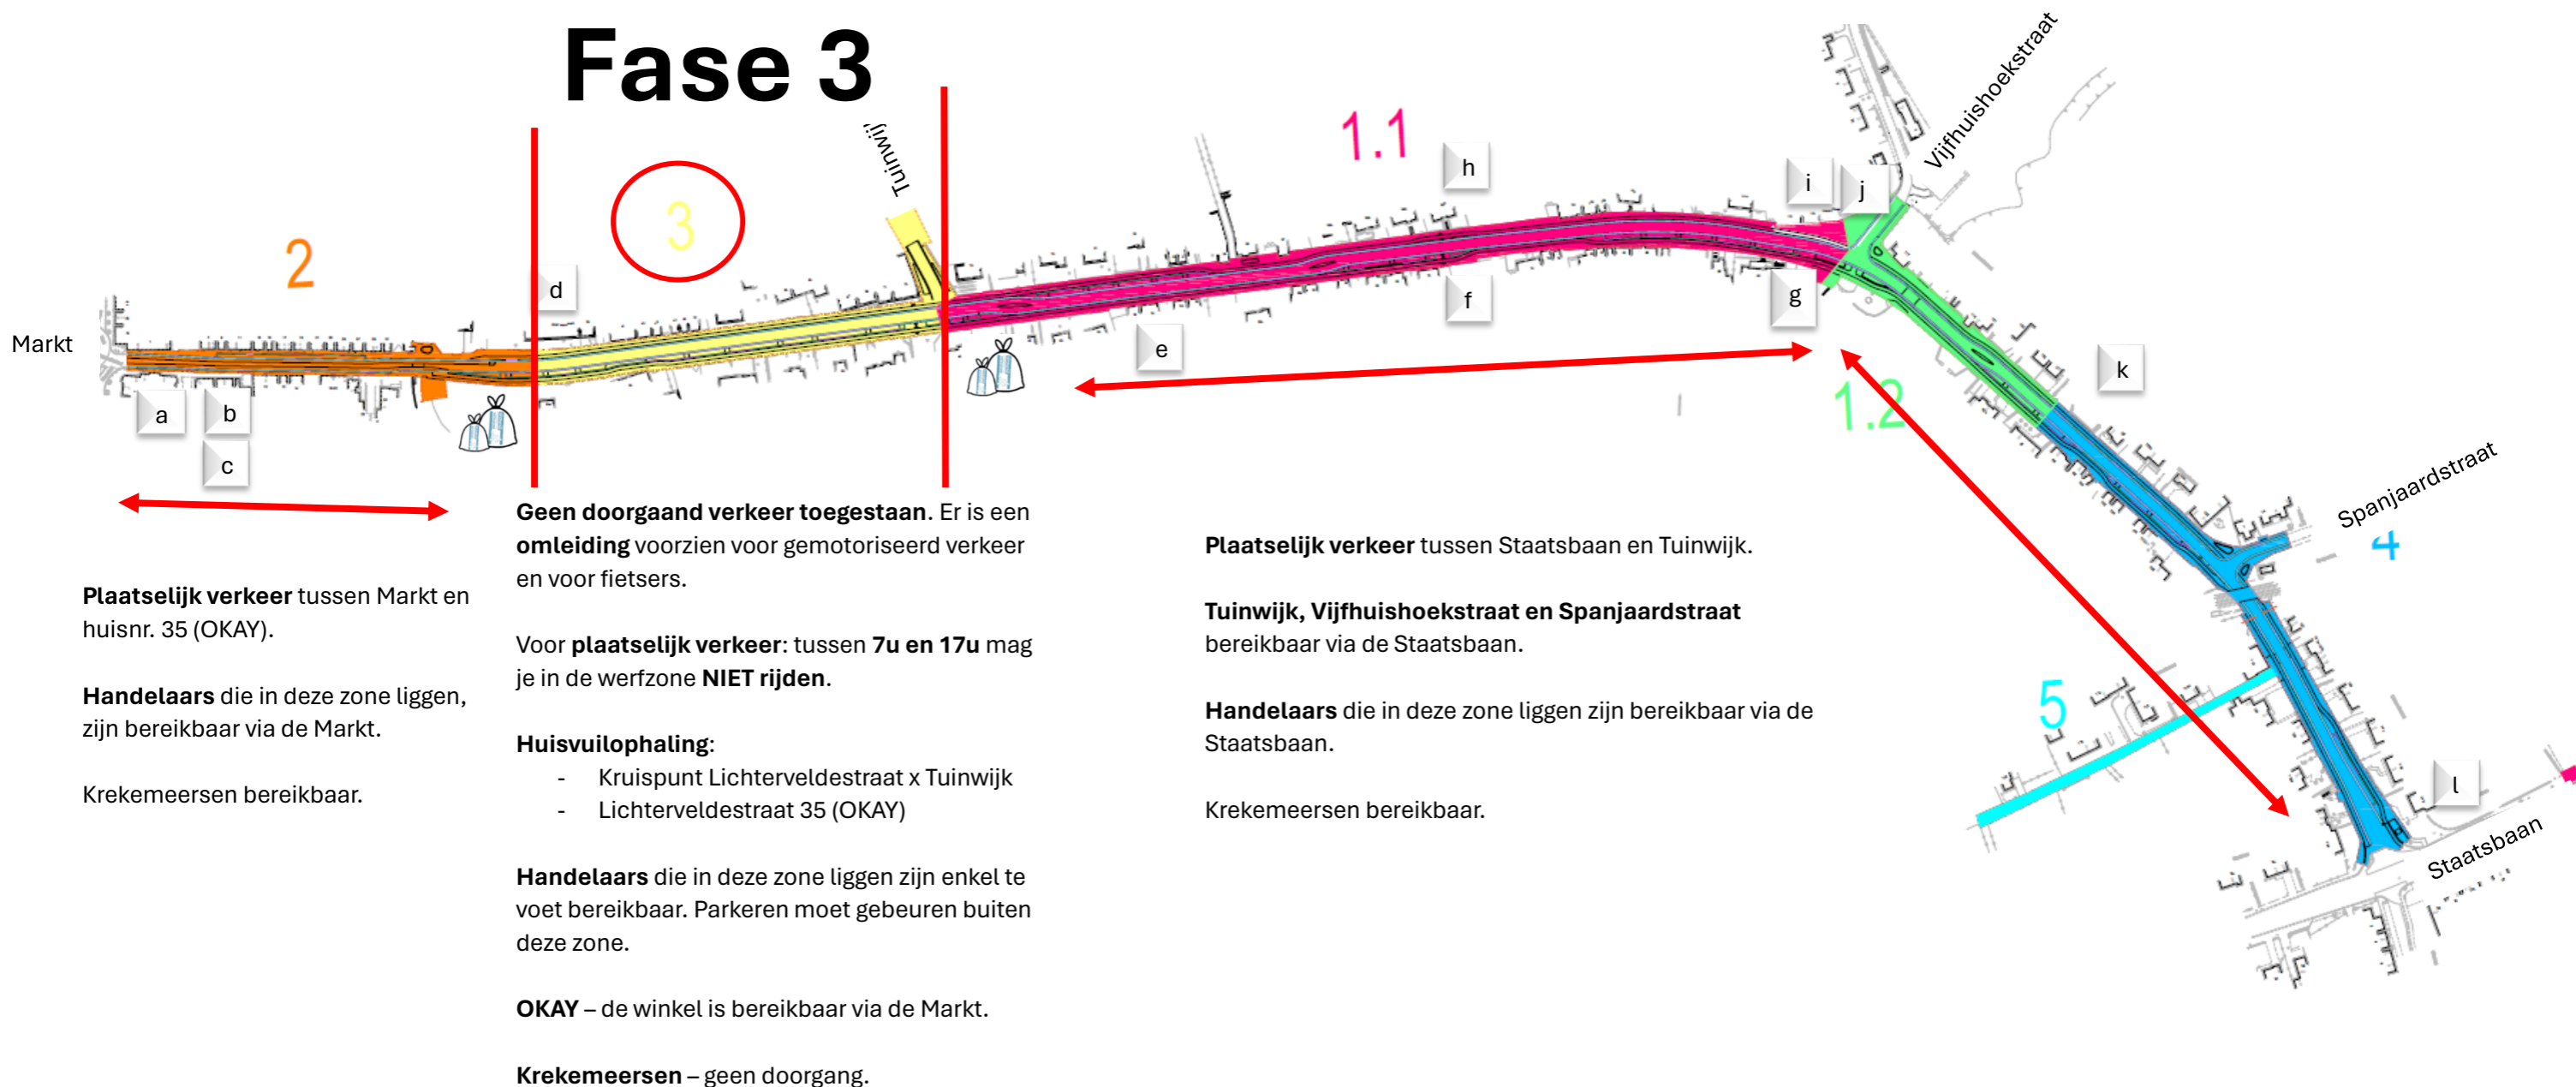 Fase 3
Markt
2
3
Tuinwij
1.1
1.2
Vijfhuishoekstraat
Spanjaardstraat
4
5
Staatsbaan
a
b
c
d
e
f
g
h
i
j
k
l
Plaatselijk verkeer tussen Markt en
huisnr. 35 (OKAY).
Handelaars die in deze zone liggen,
zijn bereikbaar via de Markt.
Krekemeersen bereikbaar.
Geen doorgaand verkeer toegestaan. Er is een
omleiding voorzien voor gemotoriseerd verkeer
en voor fietsers.
Voor plaatselijk verkeer: tussen 7u en 17u mag
je in de werfzone NIET rijden.
Huisvuilophaling:
- Kruispunt Lichterveldestraat x Tuinwijk
- Lichterveldestraat 35 (OKAY)
Handelaars die in deze zone liggen zijn enkel te
voet bereikbaar. Parkeren moet gebeuren buiten
deze zone.
OKAY – de winkel is bereikbaar via de Markt.
Krekemeersen – geen doorgang.
Plaatselijk verkeer tussen Staatsbaan en Tuinwijk.
Tuinwijk, Vijfhuishoekstraat en Spanjaardstraat
bereikbaar via de Staatsbaan.
Handelaars die in deze zone liggen zijn bereikbaar via de
Staatsbaan.
Krekemeersen bereikbaar.